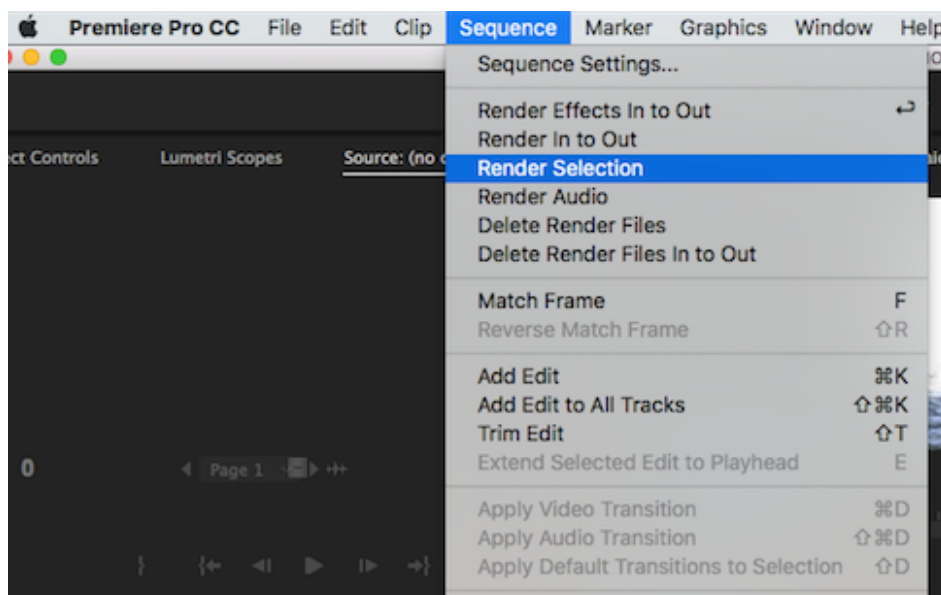 Premiere Pro CC File Edit Clip Sequence Marker Graphics Window Help
Sequence Settings...
Render Effects In to Out ↩
Render In to Out
ct Controls Lumetri Scopes Source: (no c
Render Selection
Render Audio
Delete Render Files
Delete Render Files In to Out
Match Frame F
Reverse Match Frame ⇧R
Add Edit ⌘K
Add Edit to All Tracks ⇧⌘K
Trim Edit ⇧T
Extend Selected Edit to Playhead E
0 Page 1
Apply Video Transition ⌘D
Apply Audio Transition ⇧⌘D
Apply Default Transitions to Selection ⇧D